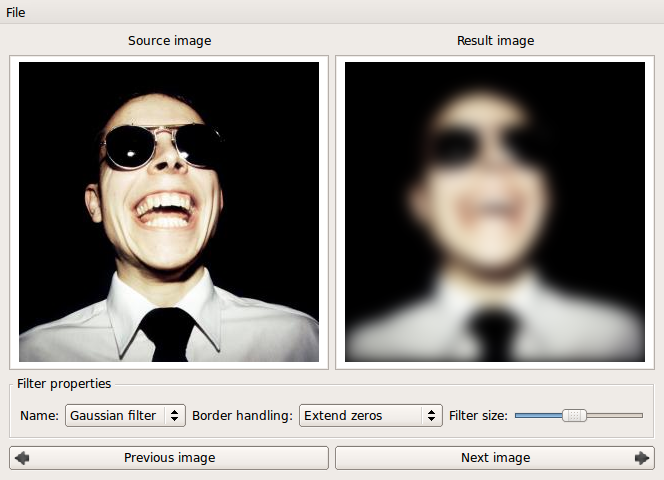 File
Source image
Result image
Filter properties
Name: Gaussian filter Border handling: Extend zeros Filter size:
Previous image
Next image